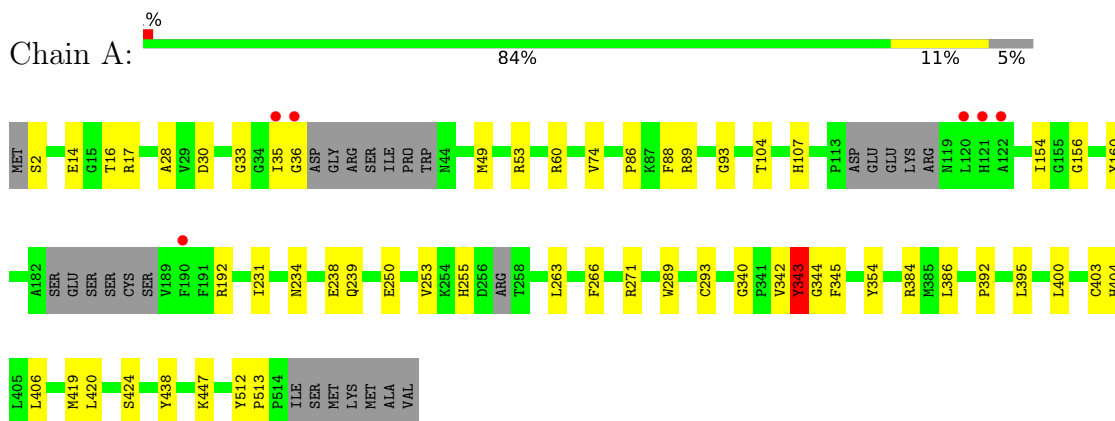 .%
Chain A:
84% 11% 5%
MET S2 E14 G15 T16 R17 A28 V29 D30 G33 G34 I35 G36 ASP GLY ARG SER ILE PRO TRP N44 M49 R53 R60 V74 P86 K87 F88 R89 G93 T104 H107 P113 ASP GLU GLU LYS ARG N119 L120 H121 A122 I154 G155 G156
A182 SER GLU SER SER CYS SER V189 F190 F191 R192 I231 N234 E238 Q239 E250 V253 K254 H255 D256 ARG T258 L263 F266 R271 W289 C293 G340 P341 V342 Y343 G344 F345 Y354 R384 M385 L386 P392 L395 L400 C403
L405 L406 M419 L420 S424 Y438 K447 Y512 P513 P514 ILE SER MET LYS MET ALA VAL